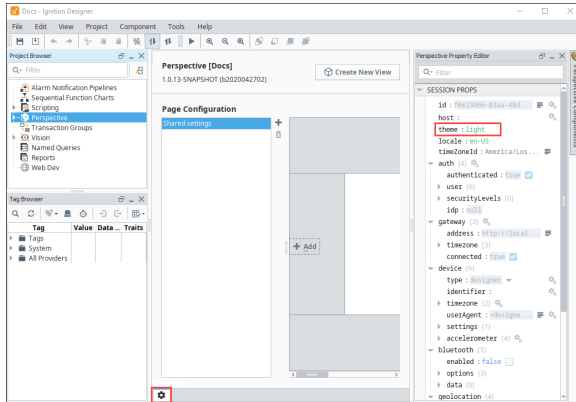 Docs - Ignition Designer
File Edit View Project Component Tools Help
Project Browser
Filter
Alarm Notification Pipelines
Sequential Function Charts
Scripting
Perspective
Transaction Groups
Vision
Named Queries
Reports
Web Dev
Tag Browser
Tag Value Data ... Traits
Tags
System
All Providers
Perspective [Docs]
1.0.13-SNAPSHOT (b2020042702)
Create New View
Page Configuration
Shared settings
Add
Perspective Property Editor
Filter
SESSION PROPS
id :
host :
theme : light
locale : en-US
timeZoneId : America/Los...
auth (4)
authenticated : true
user (6)
securityLevels [0]
idp : null
gateway (3)
address : http://local...
timezone (3)
connected : true
device (6)
type : designer
identifier :
timezone (2)
userAgent : <designe...
settings (1)
accelerometer (4)
bluetooth (3)
enabled : false
options (3)
data [0]
geolocation (4)
Perspective Components